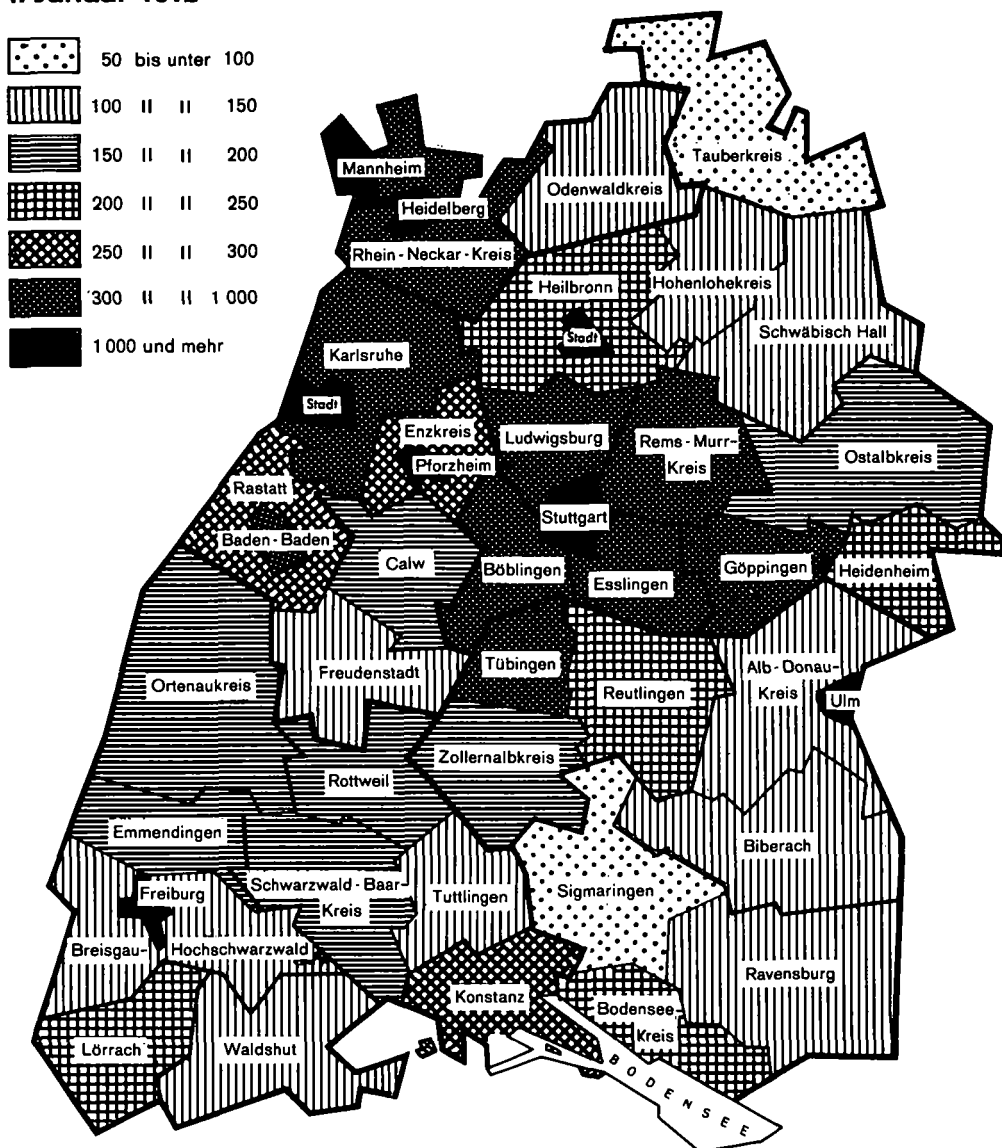 50 bis unter 100
100 " " 150
150 " " 200
200 " " 250
250 " " 300
300 " " 1 000
1 000 und mehr
Tauberkreis
Mannheim
Odenwaldkreis
Heidelberg
Rhein-Neckar-Kreis
Heilbronn
Hohenlohekreis
Stadt
Schwäbisch Hall
Karlsruhe
Stadt
Enzkreis
Ludwigsburg
Rems-Murr-
Kreis
Ostalbkreis
Pforzheim
Rastatt
Stuttgart
Baden-Baden
Calw
Böblingen
Esslingen
Göppingen
Heidenheim
Freudenstadt
Tübingen
Alb-Donau-
Kreis
Ortenaukreis
Reutlingen
Ulm
Zollernalbkreis
Rottweil
Emmendingen
Biberach
Freiburg
Schwarzwald-Baar-
Kreis
Tuttlingen
Sigmaringen
Breisgau-
Hochschwarzwald
Ravensburg
Konstanz
Bodensee-
Kreis
Lörrach
Waldshut
BODENSEE